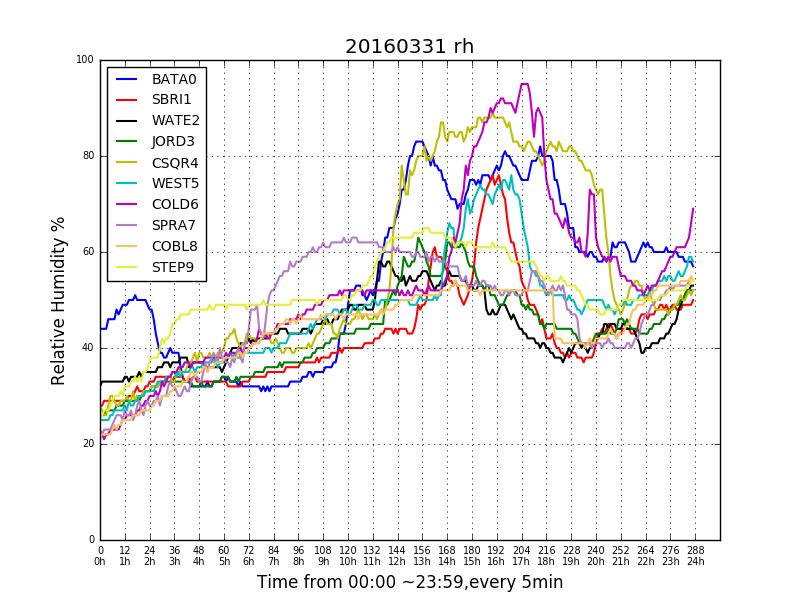 20160331 rh
100
80
60
40
20
0
Relative Humidity %
BATA0
SBRI1
WATE2
JORD3
CSQR4
WEST5
COLD6
SPRA7
COBL8
STEP9
0 12 24 36 48 60 72 84 96 108 120 132 144 156 168 180 192 204 216 228 240 252 264 276 288
0h 1h 2h 3h 4h 5h 6h 7h 8h 9h 10h 11h 12h 13h 14h 15h 16h 17h 18h 19h 20h 21h 22h 23h 24h
Time from 00:00 ~23:59,every 5min